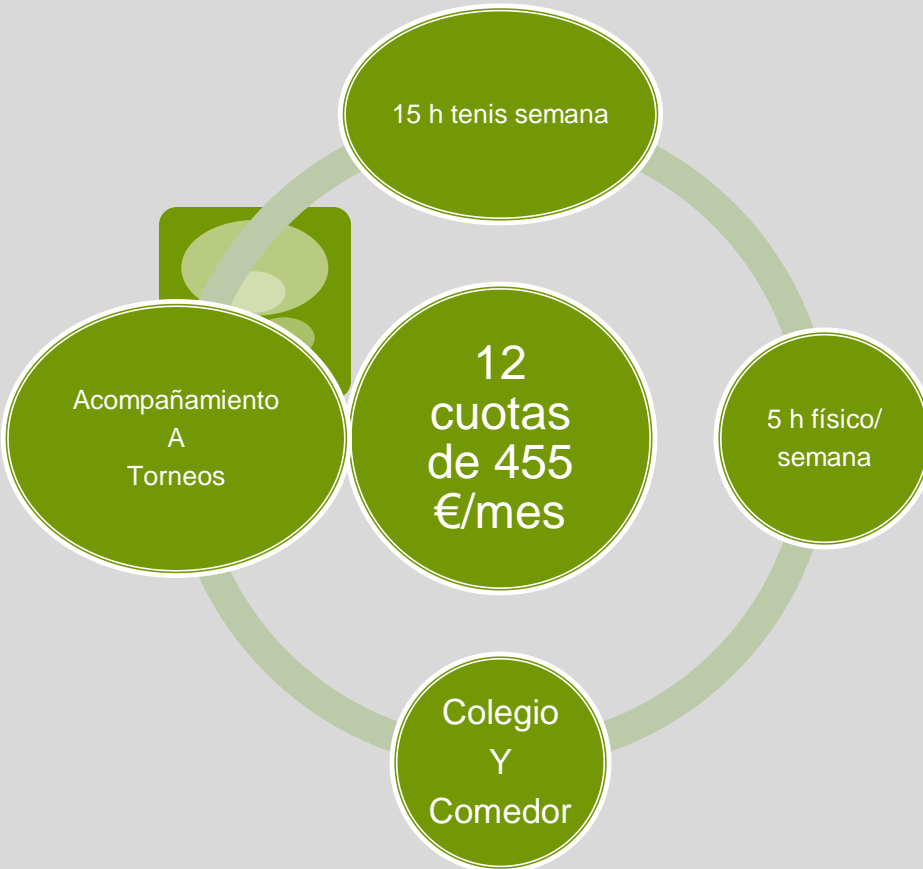 15 h tenis semana
12
cuotas
de 455
€/mes
5 h físico/
semana
Colegio
Y
Comedor
Acompañamiento
A
Torneos